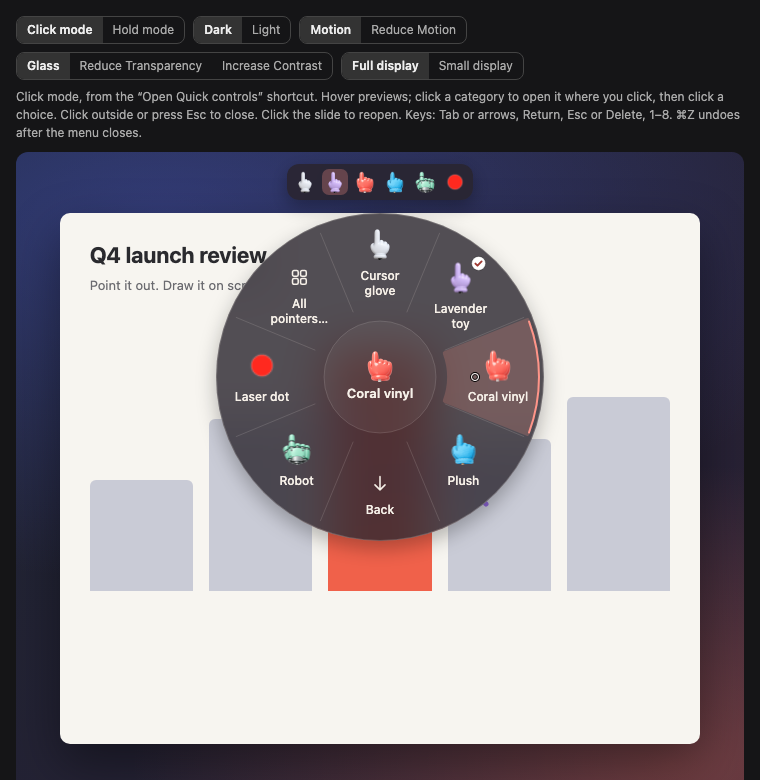 Click mode Hold mode Dark Light Motion Reduce Motion
Glass Reduce Transparency Increase Contrast Full display Small display
Click mode, from the “Open Quick controls” shortcut. Hover previews; click a category to open it where you click, then click a
choice. Click outside or press Esc to close. Click the slide to reopen. Keys: Tab or arrows, Return, Esc or Delete, 1–8. ⌘Z undoes
after the menu closes.
Q4 launch review
Point it out. Draw it on
Cursor
glove
All
pointers...
Lavender
toy
Laser dot
Coral vinyl
Coral vinyl
Robot
Plush
Back